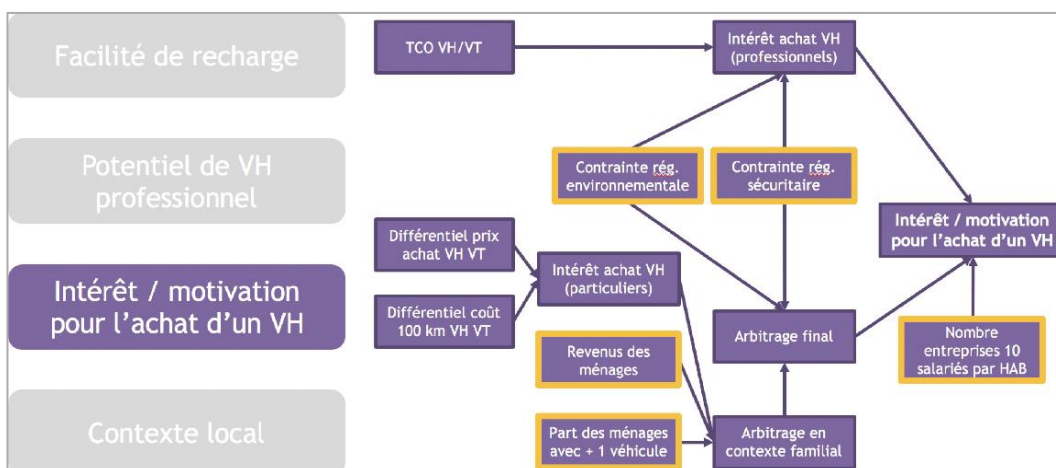 Facilité de recharge
Potentiel de VH
professionnel
Intérêt / motivation
pour l'achat d'un VH
Contexte local
TCO VH/VT
Intérêt achat VH
(professionnels)
Contrainte rég.
environnementale
Contrainte rég.
sécuritaire
Différentiel prix
achat VH VT
Intérêt achat VH
(particuliers)
Différentiel coût
100 km VH VT
Intérêt / motivation
pour l'achat d'un VH
Revenus des
ménages
Arbitrage final
Nombre
entreprises 10
salariés par HAB
Part des ménages
avec + 1 véhicule
Arbitrage en
contexte familial